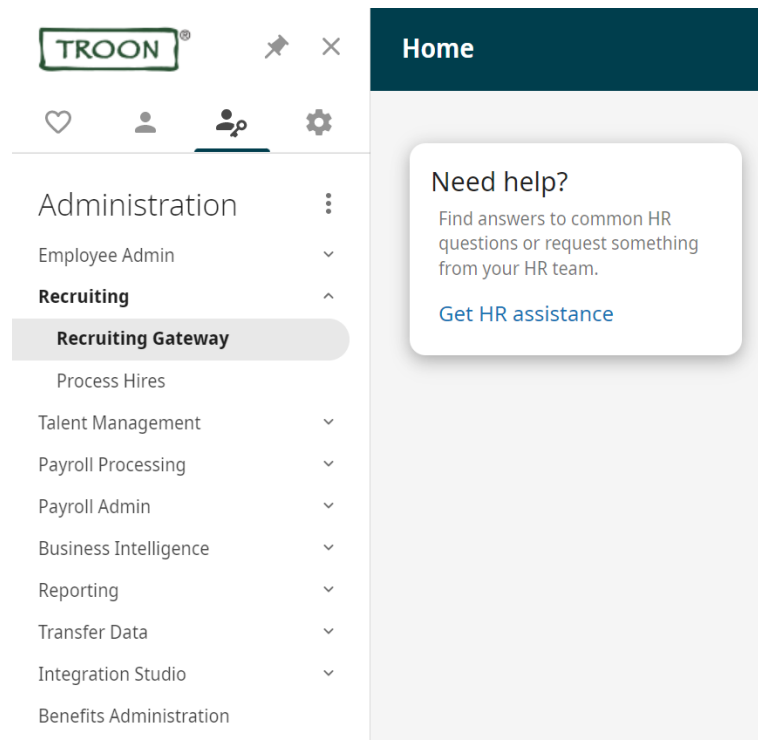 TROON®
Home
Administration
Employee Admin
Recruiting
Recruiting Gateway
Process Hires
Talent Management
Payroll Processing
Payroll Admin
Business Intelligence
Reporting
Transfer Data
Integration Studio
Benefits Administration
Need help?
Find answers to common HR
questions or request something
from your HR team.
Get HR assistance